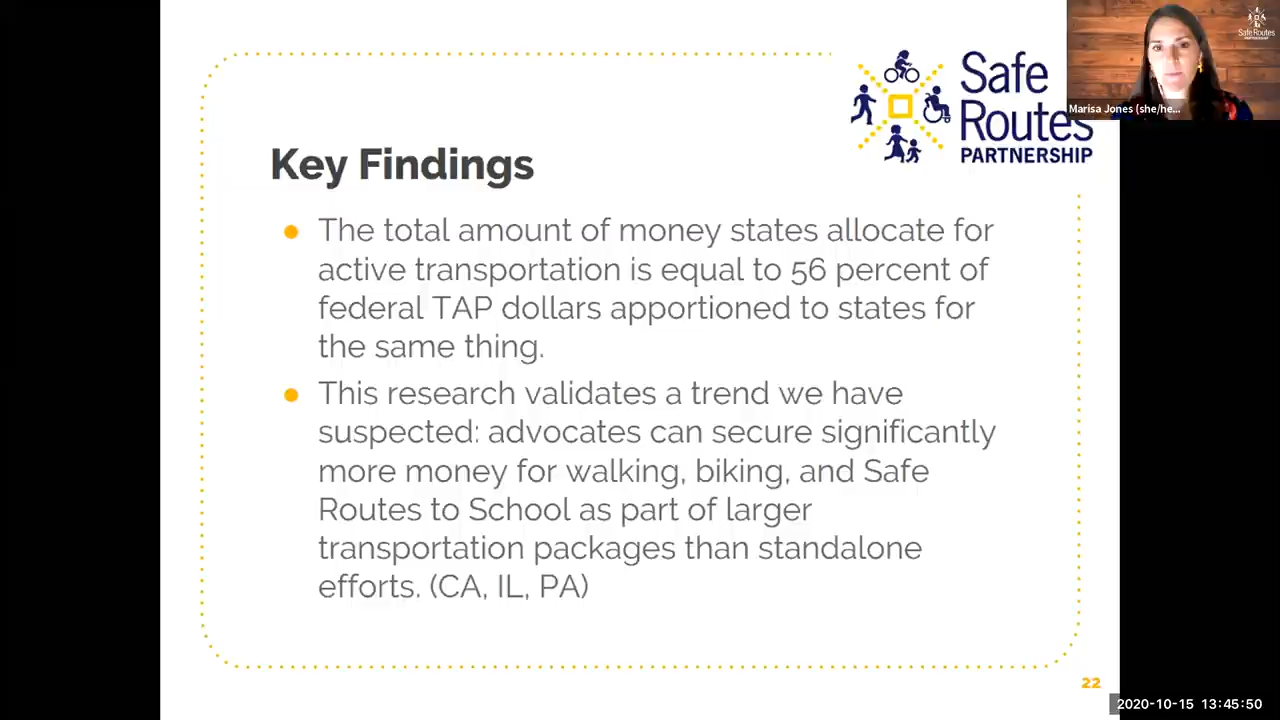 Safe
Routes
PARTNERSHIP
Safe Routes
PARTNERSHIP
Marisa Jones (she/he...
Key Findings
The total amount of money states allocate for
active transportation is equal to 56 percent of
federal TAP dollars apportioned to states for
the same thing.
This research validates a trend we have
suspected: advocates can secure significantly
more money for walking, biking, and Safe
Routes to School as part of larger
transportation packages than standalone
efforts. (CA, IL, PA)
22
2020-10-15 13:45:50